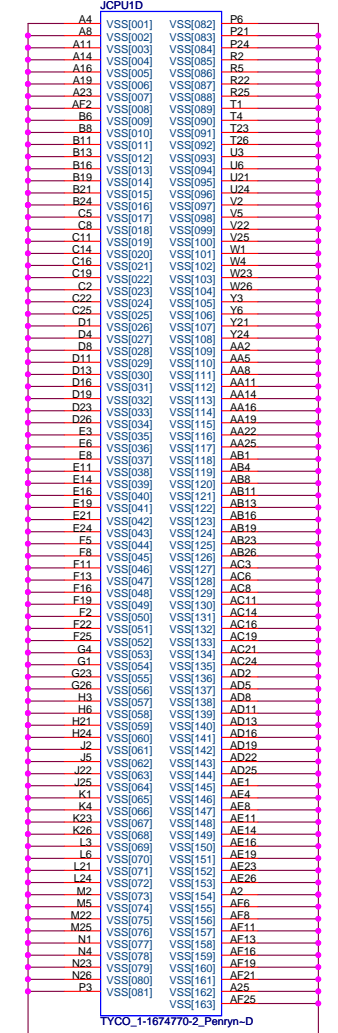 JCPU1D
A4 VSS[001] VSS[082] P6
A8 VSS[002] VSS[083] P21
A11 VSS[003] VSS[084] P24
A14 VSS[004] VSS[085] R2
A16 VSS[005] VSS[086] R5
A19 VSS[006] VSS[087] R22
A23 VSS[007] VSS[088] R25
AF2 VSS[008] VSS[089] T1
B6 VSS[009] VSS[090] T4
B8 VSS[010] VSS[091] T23
B11 VSS[011] VSS[092] T26
B13 VSS[012] VSS[093] U3
B16 VSS[013] VSS[094] U6
B19 VSS[014] VSS[095] U21
B21 VSS[015] VSS[096] U24
B24 VSS[016] VSS[097] V2
C5 VSS[017] VSS[098] V5
C8 VSS[018] VSS[099] V22
C11 VSS[019] VSS[100] V25
C14 VSS[020] VSS[101] W1
C16 VSS[021] VSS[102] W4
C19 VSS[022] VSS[103] W23
C2 VSS[023] VSS[104] W26
C22 VSS[024] VSS[105] Y3
C25 VSS[025] VSS[106] Y6
D1 VSS[026] VSS[107] Y21
D4 VSS[027] VSS[108] Y24
D8 VSS[028] VSS[109] AA2
D11 VSS[029] VSS[110] AA5
D13 VSS[030] VSS[111] AA8
D16 VSS[031] VSS[112] AA11
D19 VSS[032] VSS[113] AA14
D23 VSS[033] VSS[114] AA16
D26 VSS[034] VSS[115] AA19
E3 VSS[035] VSS[116] AA22
E6 VSS[036] VSS[117] AA25
E8 VSS[037] VSS[118] AB1
E11 VSS[038] VSS[119] AB4
E14 VSS[039] VSS[120] AB8
E16 VSS[040] VSS[121] AB11
E19 VSS[041] VSS[122] AB13
E21 VSS[042] VSS[123] AB16
E24 VSS[043] VSS[124] AB19
F5 VSS[044] VSS[125] AB23
F8 VSS[045] VSS[126] AB26
F11 VSS[046] VSS[127] AC3
F13 VSS[047] VSS[128] AC6
F16 VSS[048] VSS[129] AC8
F19 VSS[049] VSS[130] AC11
F2 VSS[050] VSS[131] AC14
F22 VSS[051] VSS[132] AC16
F25 VSS[052] VSS[133] AC19
G4 VSS[053] VSS[134] AC21
G1 VSS[054] VSS[135] AC24
G23 VSS[055] VSS[136] AD2
G26 VSS[056] VSS[137] AD5
H3 VSS[057] VSS[138] AD8
H6 VSS[058] VSS[139] AD11
H21 VSS[059] VSS[140] AD13
H24 VSS[060] VSS[141] AD16
J2 VSS[061] VSS[142] AD19
J5 VSS[062] VSS[143] AD22
J22 VSS[063] VSS[144] AD25
J25 VSS[064] VSS[145] AE1
K1 VSS[065] VSS[146] AE4
K4 VSS[066] VSS[147] AE8
K23 VSS[067] VSS[148] AE11
K26 VSS[068] VSS[149] AE14
L3 VSS[069] VSS[150] AE16
L6 VSS[070] VSS[151] AE19
L21 VSS[071] VSS[152] AE23
L24 VSS[072] VSS[153] AE26
M2 VSS[073] VSS[154] A2
M5 VSS[074] VSS[155] AF6
M22 VSS[075] VSS[156] AF8
M25 VSS[076] VSS[157] AF11
N1 VSS[077] VSS[158] AF13
N4 VSS[078] VSS[159] AF16
N23 VSS[079] VSS[160] AF19
N26 VSS[080] VSS[161] AF21
P3 VSS[081] VSS[162] A25
VSS[163] AF25
TYCO_1-1674770-2_Penryn~D